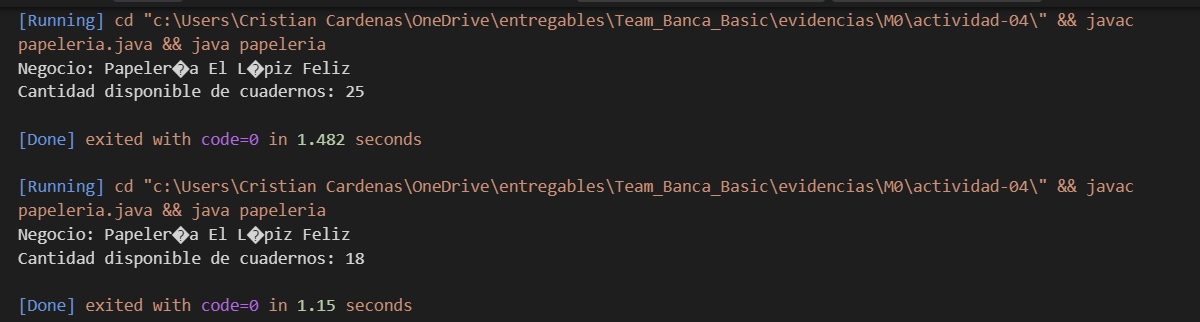 [Running] cd "c:\Users\Cristian Cardenas\OneDrive\entregables\Team_Banca_Basic\evidencias\M0\actividad-04\" && javac
papeleria.java && java papeleria
Negocio: Papeler�a El L�piz Feliz
Cantidad disponible de cuadernos: 25
[Done] exited with code=0 in 1.482 seconds
[Running] cd "c:\Users\Cristian Cardenas\OneDrive\entregables\Team_Banca_Basic\evidencias\M0\actividad-04\" && javac
papeleria.java && java papeleria
Negocio: Papeler�a El L�piz Feliz
Cantidad disponible de cuadernos: 18
[Done] exited with code=0 in 1.15 seconds